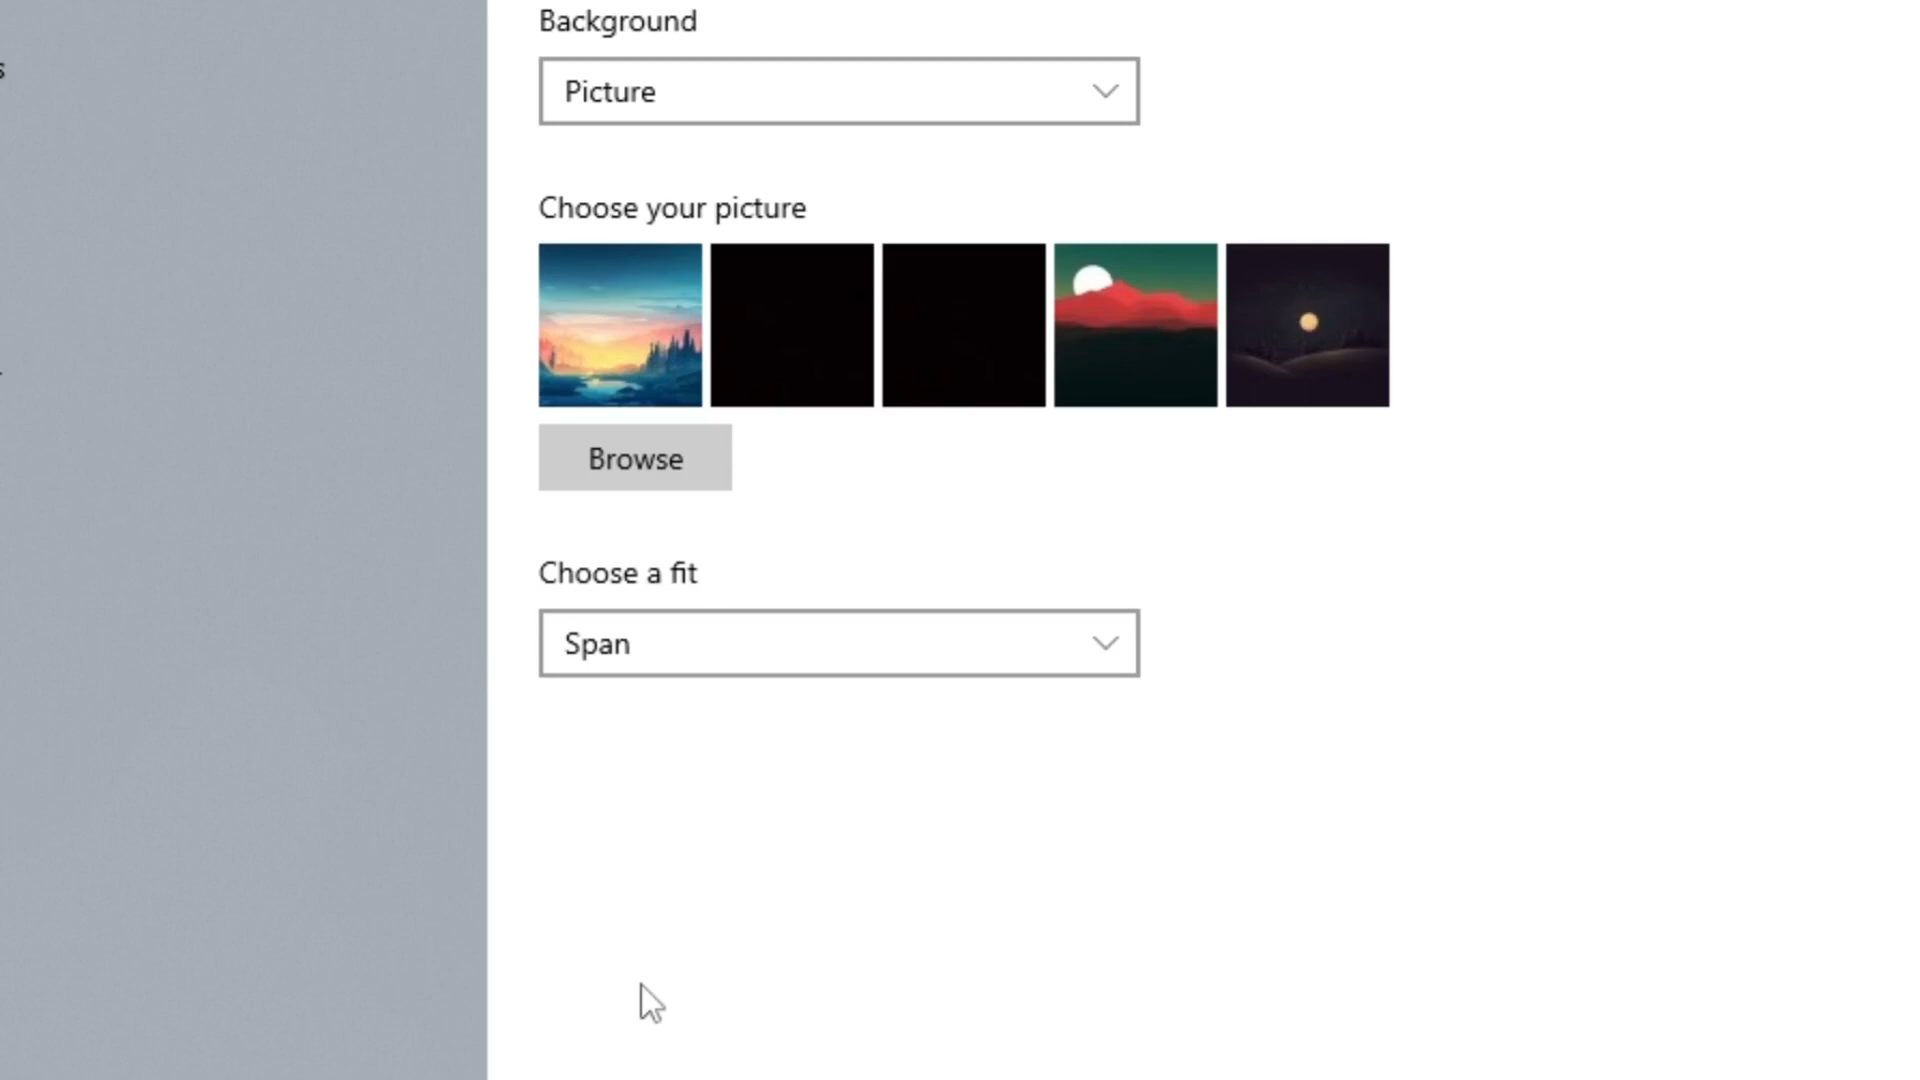 Background
s
Picture
Choose your picture
Browse
Choose a fit
Span